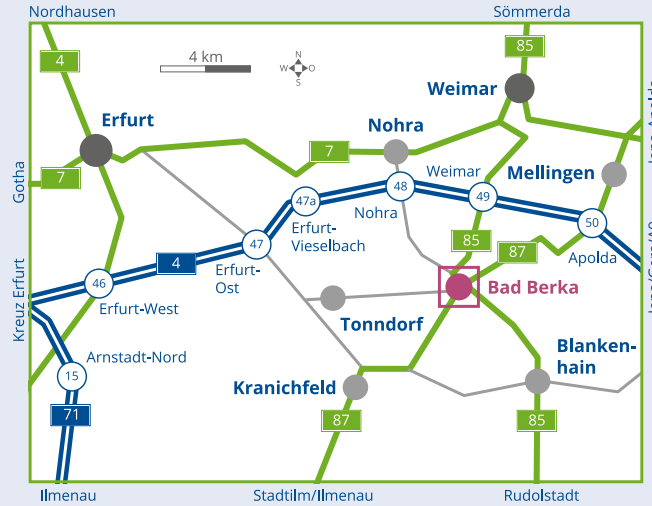 Nordhausen
Sömmerda
4
85
4 km
N
W O
S
Weimar
Erfurt
Nohra
7
Weimar
Mellingen
Gotha
7
47a
48
Nohra
49
50
Erfurt-
Vieselbach
47
85
87
Apolda
4
Erfurt-
Ost
46
Erfurt-West
Bad Berka
Kreuz Erfurt
Tonndorf
Arnstadt-Nord
15
Blanken-
hain
Kranichfeld
71
87
85
Ilmenau
Stadtilm/Ilmenau
Rudolstadt